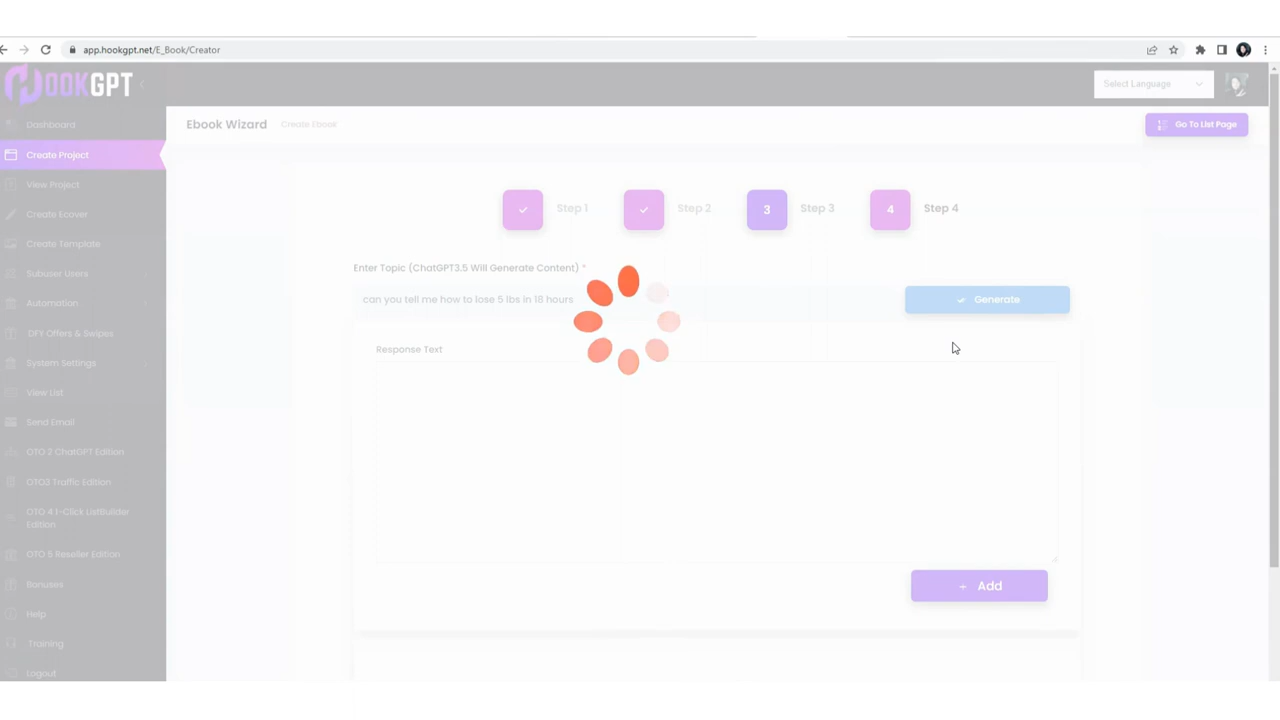 app.hookgpt.net/E_Book/Creator
HOOKGPT
Select Language
Dashboard
Ebook Wizard
Create Ebook
Go To List Page
Create Project
View Project
Create Ecover
Create Template
Subuser Users
Automation
DFY Offers & Swipes
System Settings
View List
Send Email
OTO 2 ChatGPT Edition
OTO3 Traffic Edition
OTO 4 1-Click ListBuilder
Edition
OTO 5 Reseller Edition
Bonuses
Help
Training
Logout
Step 1
Step 2
3 Step 3
4 Step 4
Enter Topic (ChatGPT3.5 Will Generate Content) *
can you tell me how to lose 5 lbs in 18 hours
Generate
Response Text
+ Add